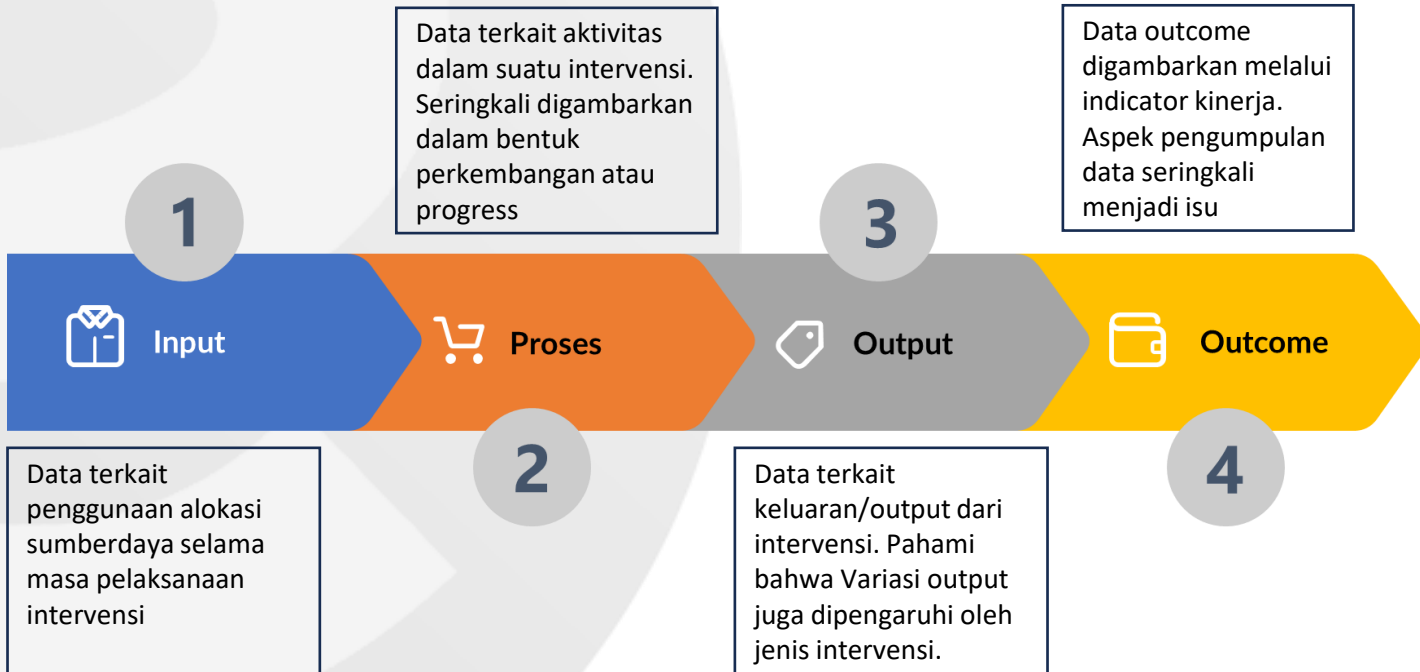 1
Input
Data terkait
penggunaan alokasi
sumberdaya selama
masa pelaksanaan
intervensi
Data terkait aktivitas
dalam suatu intervensi.
Seringkali digambarkan
dalam bentuk
perkembangan atau
progress
Proses
2
3
Output
Data terkait
keluaran/output dari
intervensi. Pahami
bahwa Variasi output
juga dipengaruhi oleh
jenis intervensi.
Data outcome
digambarkan melalui
indicator kinerja.
Aspek pengumpulan
data seringkali
menjadi isu
Outcome
4